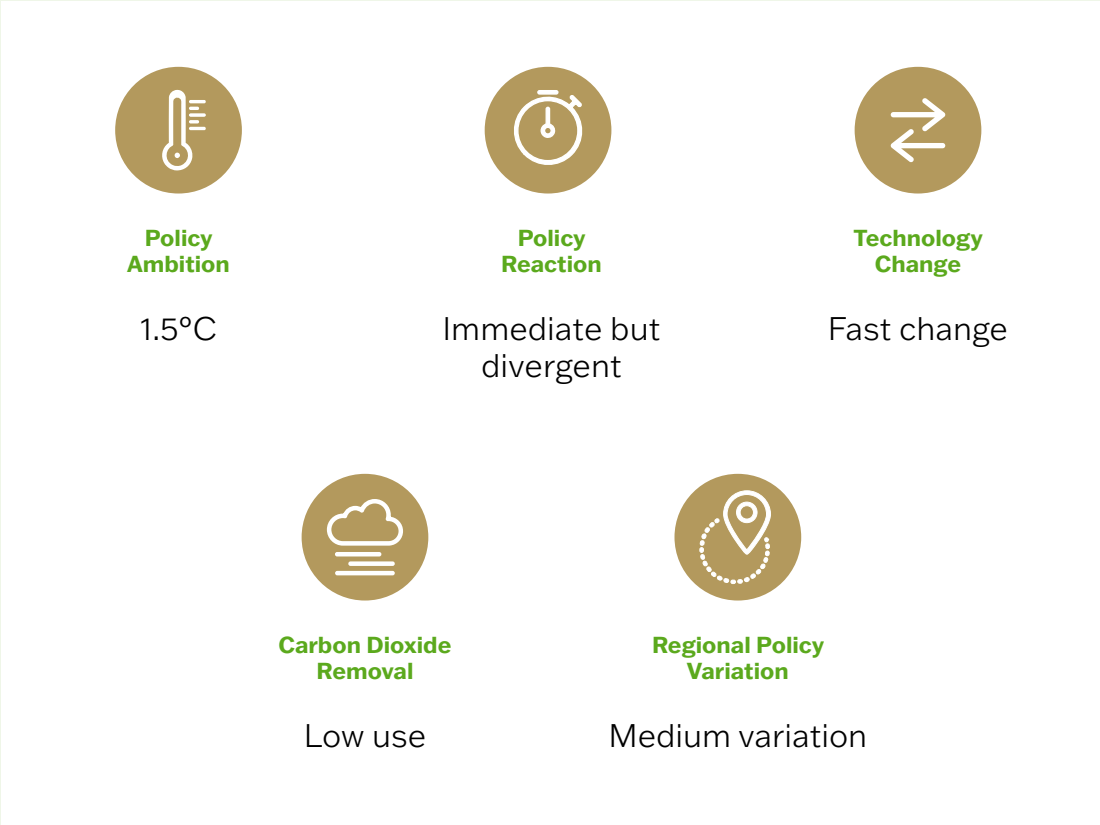 Policy
Ambition
1.5°C
Policy
Reaction
Immediate but
divergent
Technology
Change
Fast change
Carbon Dioxide
Removal
Low use
Regional Policy
Variation
Medium variation